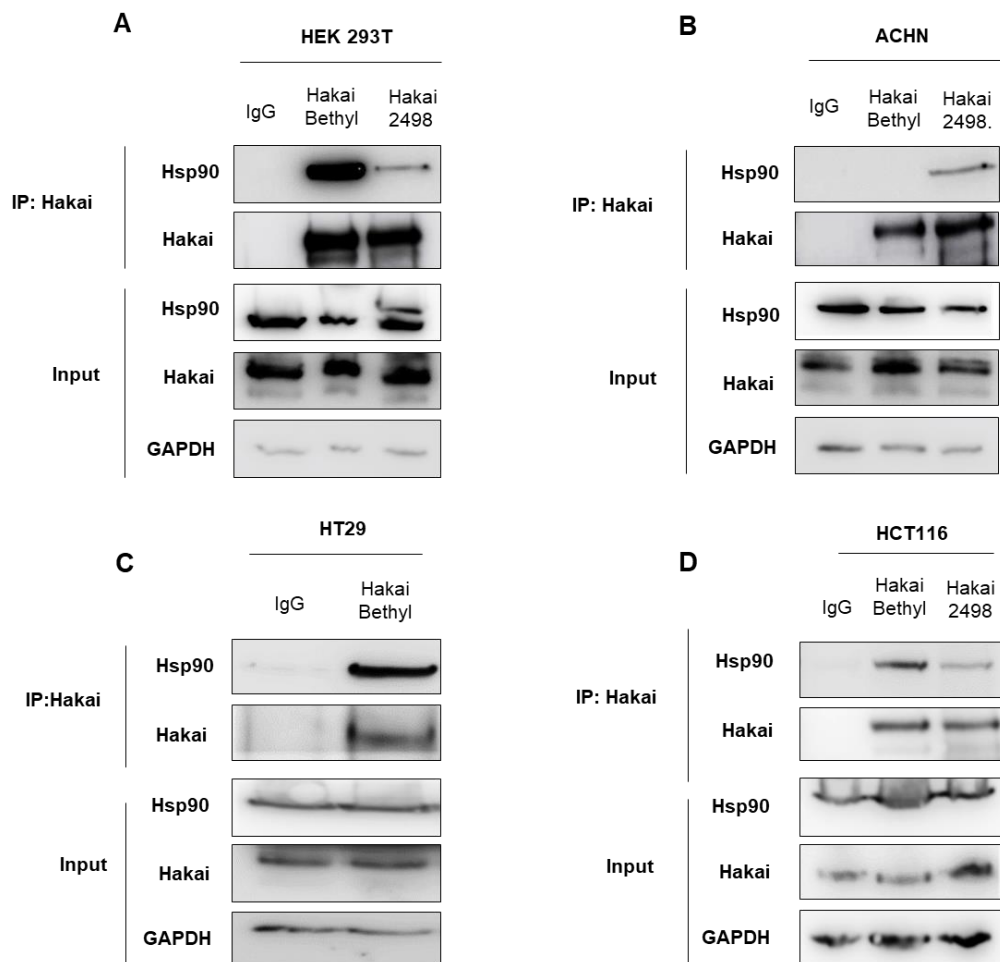 A
HEK 293T
IgG
Hakai
Bethyl
Hakai
2498
IP: Hakai
Hsp90
Hakai
Input
Hsp90
Hakai
GAPDH
B
ACHN
IgG
Hakai
Bethyl
Hakai
2498.
IP: Hakai
Hsp90
Hakai
Input
Hsp90
Hakai
GAPDH
C
HT29
IgG
Hakai
Bethyl
IP:Hakai
Hsp90
Hakai
Input
Hsp90
Hakai
GAPDH
D
HCT116
IgG
Hakai
Bethyl
Hakai
2498
IP: Hakai
Hsp90
Hakai
Input
Hsp90
Hakai
GAPDH